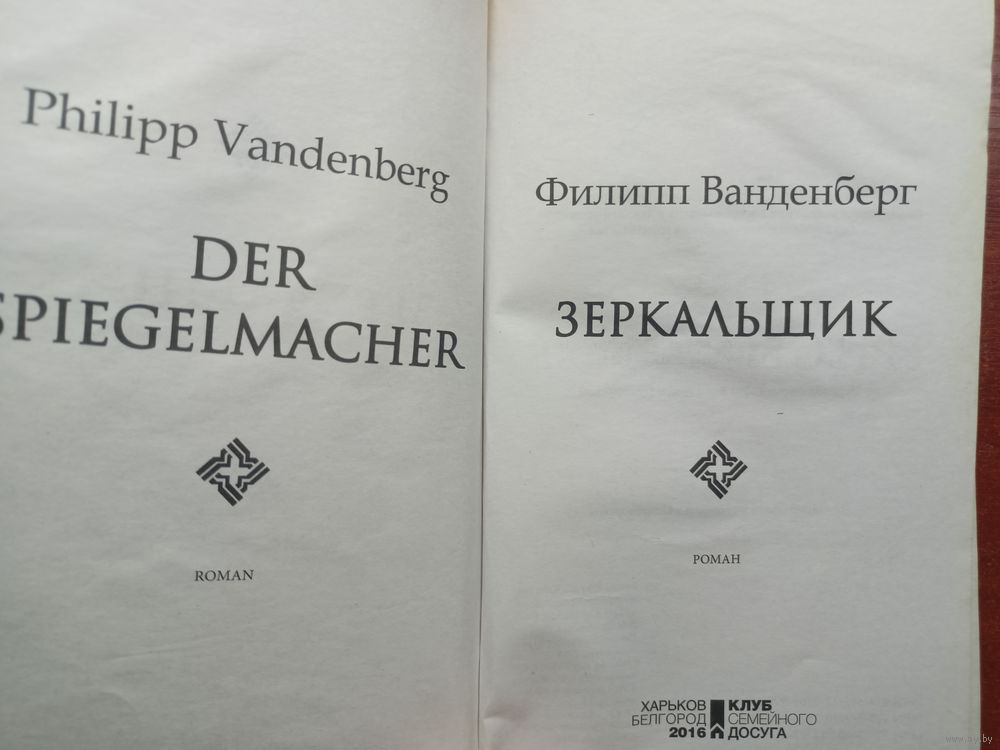 Philipp Vandenberg
DER
SPIEGELMACHER
ROMAN
Филипп Ванденберг
ЗЕРКАЛЬЩИК
РОМАН
ХАРЬКОВ
БЕЛГОРОД
2016
КЛУБ
СЕМЕЙНОГО
ДОСУГА